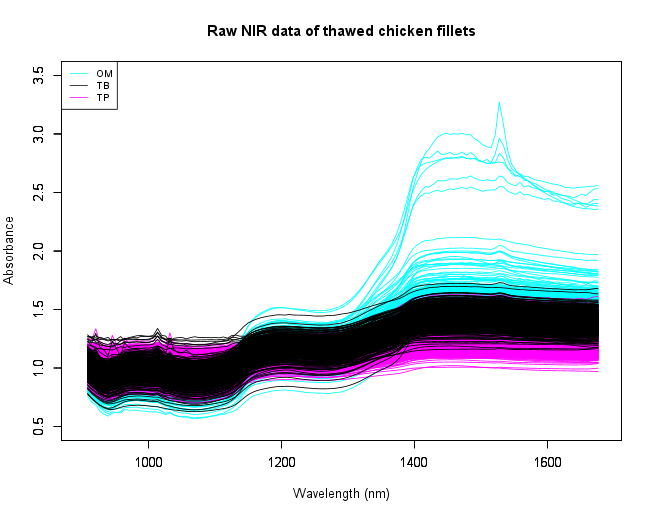 Raw NIR data of thawed chicken fillets
OM
TB
TP
3.5
3.0
2.5
2.0
1.5
1.0
0.5
Absorbance
1000 1200 1400 1600
Wavelength (nm)